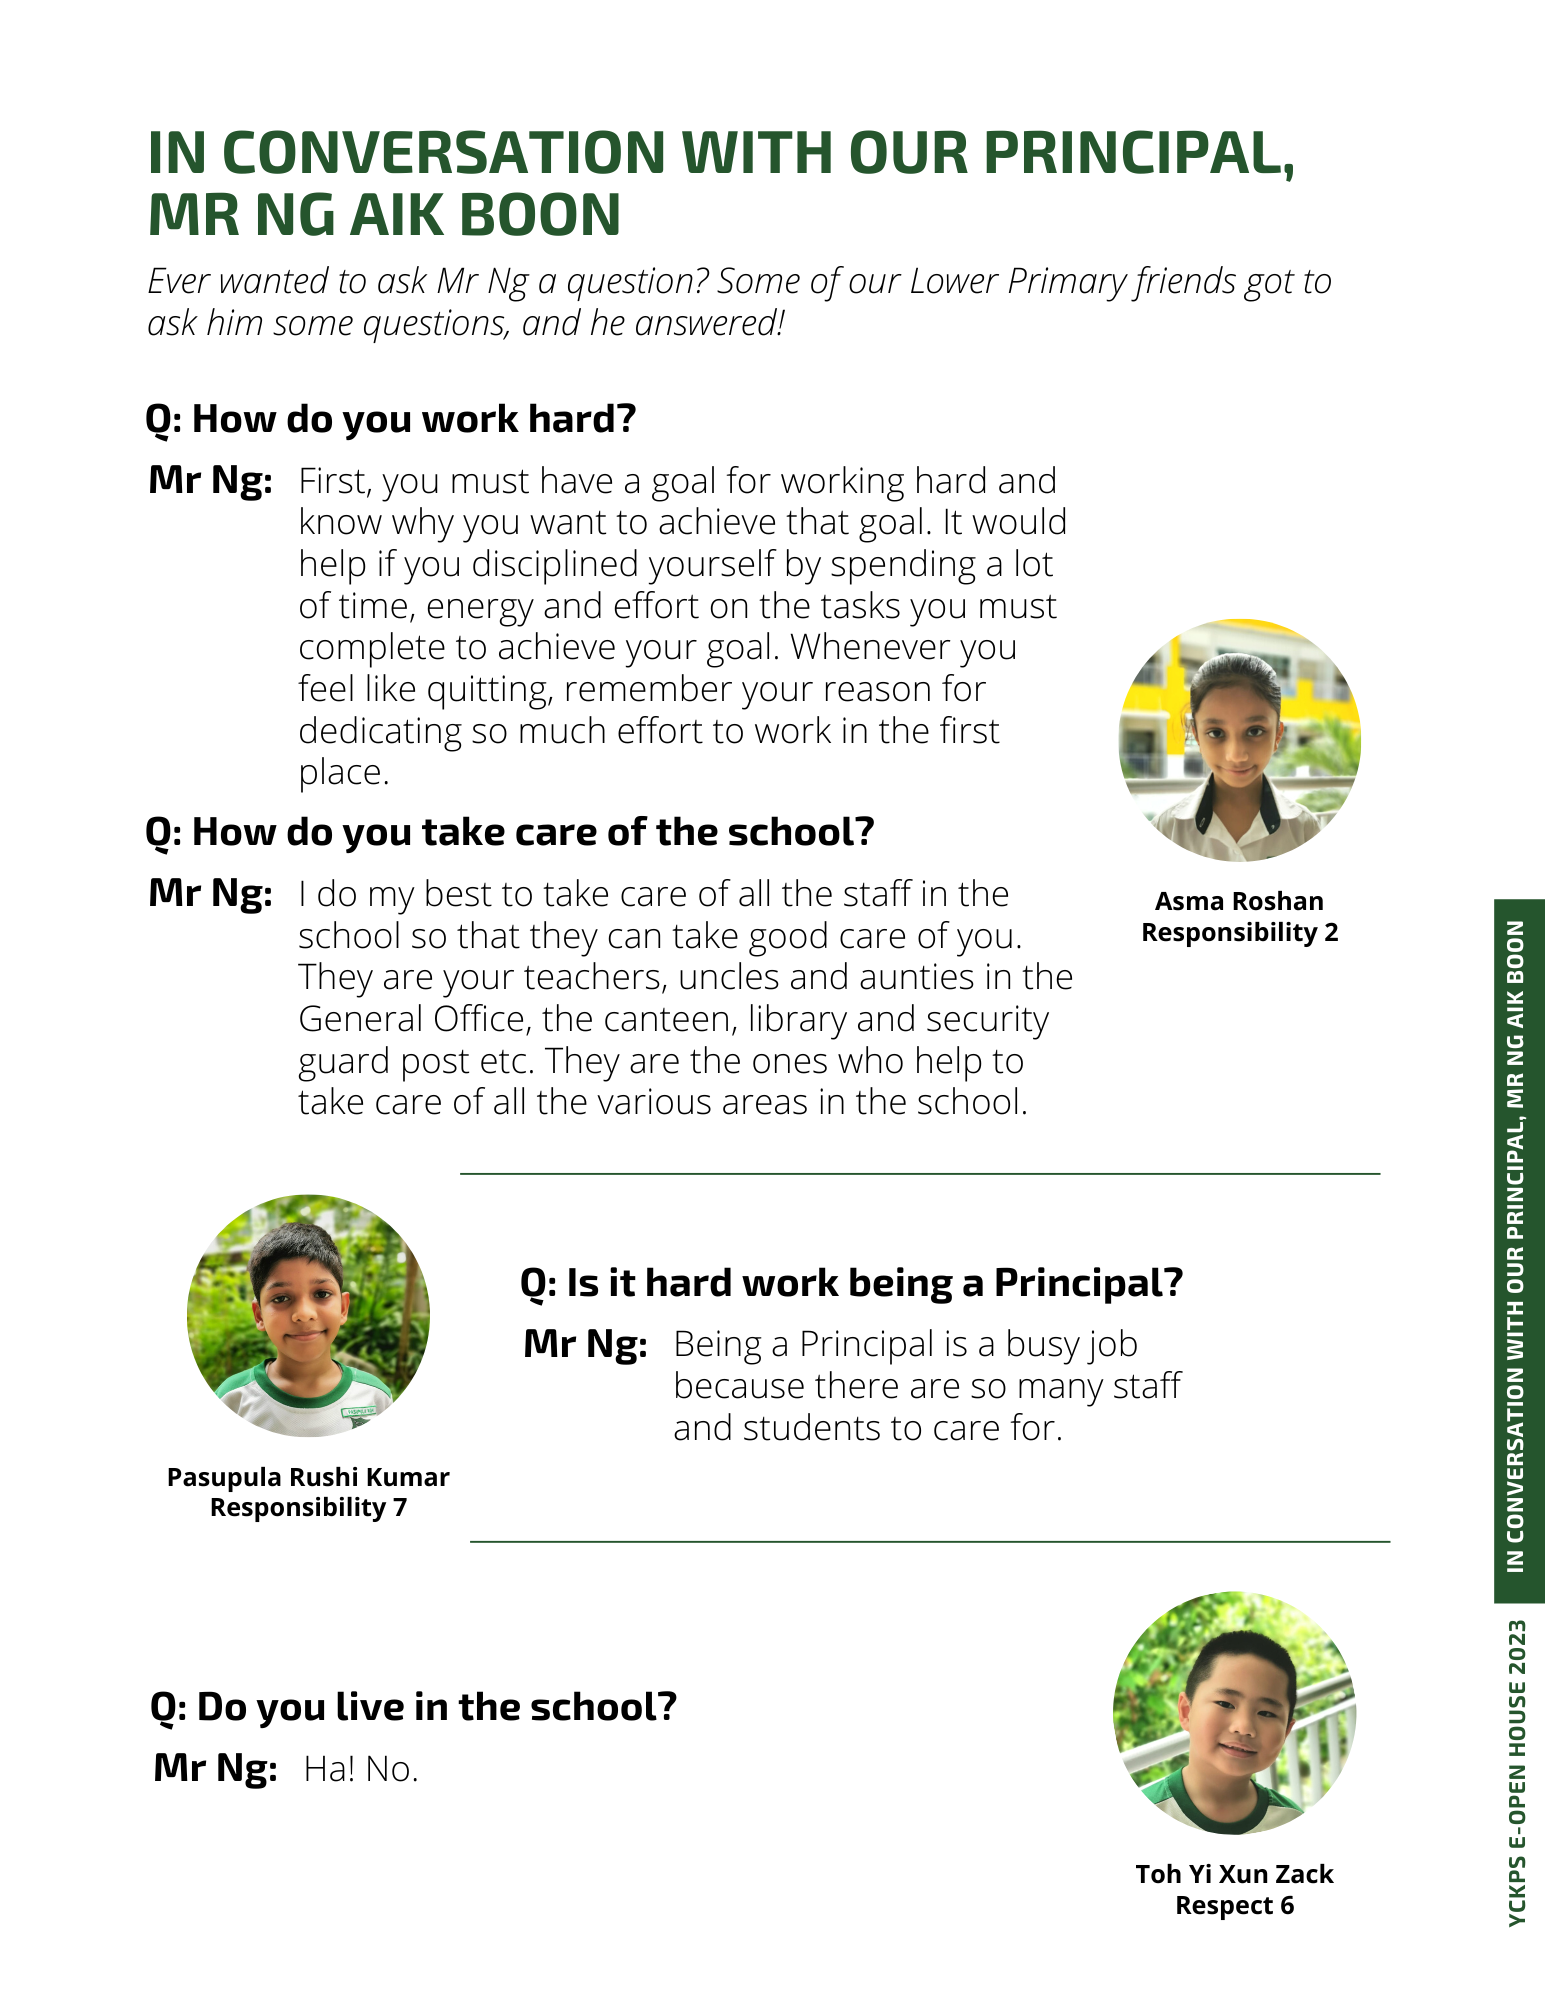 IN CONVERSATION WITH OUR PRINCIPAL,
MR NG AIK BOON
Ever wanted to ask Mr Ng a question? Some of our Lower Primary friends got to
ask him some questions, and he answered!
Q: How do you work hard?
Mr Ng: First, you must have a goal for working hard and
know why you want to achieve that goal. It would
help if you disciplined yourself by spending a lot
of time, energy and effort on the tasks you must
complete to achieve your goal. Whenever you
feel like quitting, remember your reason for
dedicating so much effort to work in the first
place.
Q: How do you take care of the school?
Mr Ng: I do my best to take care of all the staff in the
school so that they can take good care of you.
They are your teachers, uncles and aunties in the
General Office, the canteen, library and security
guard post etc. They are the ones who help to
take care of all the various areas in the school.
Asma Roshan
Responsibility 2
Q: Is it hard work being a Principal?
Mr Ng: Being a Principal is a busy job
because there are so many staff
and students to care for.
Pasupula Rushi Kumar
Responsibility 7
Q: Do you live in the school?
Mr Ng: Ha! No.
Toh Yi Xun Zack
Respect 6
IN CONVERSATION WITH OUR PRINCIPAL, MR NG AIK BOON
YCKPS E-OPEN HOUSE 2023